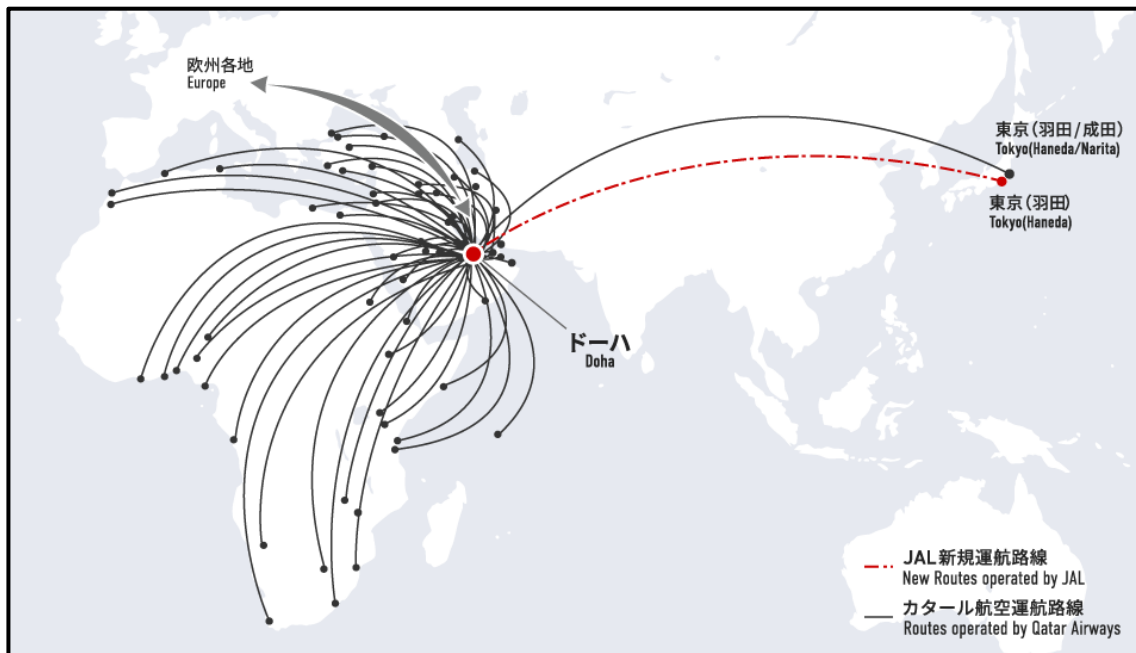 欧州各地
Europe
東京（羽田/成田）
Tokyo(Haneda/Narita)
東京（羽田）
Tokyo(Haneda)
ドーハ
Doha
JAL新規運航路線
New Routes operated by JAL
カタール航空運航路線
Routes operated by Qatar Airways